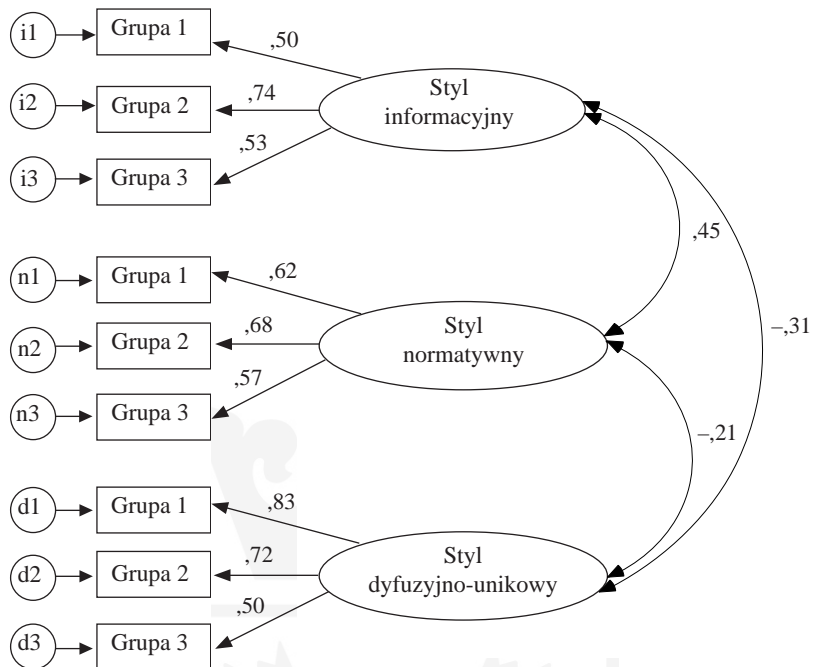 i1
Grupa 1
,50
i2
Grupa 2
,74
Styl
informacyjny
i3
Grupa 3
,53
,45
n1
Grupa 1
,62
n2
Grupa 2
,68
Styl
normatywny
–,31
n3
Grupa 3
,57
–,21
d1
Grupa 1
,83
d2
Grupa 2
,72
Styl
dyfuzyjno-unikowy
,50
d3
Grupa 3